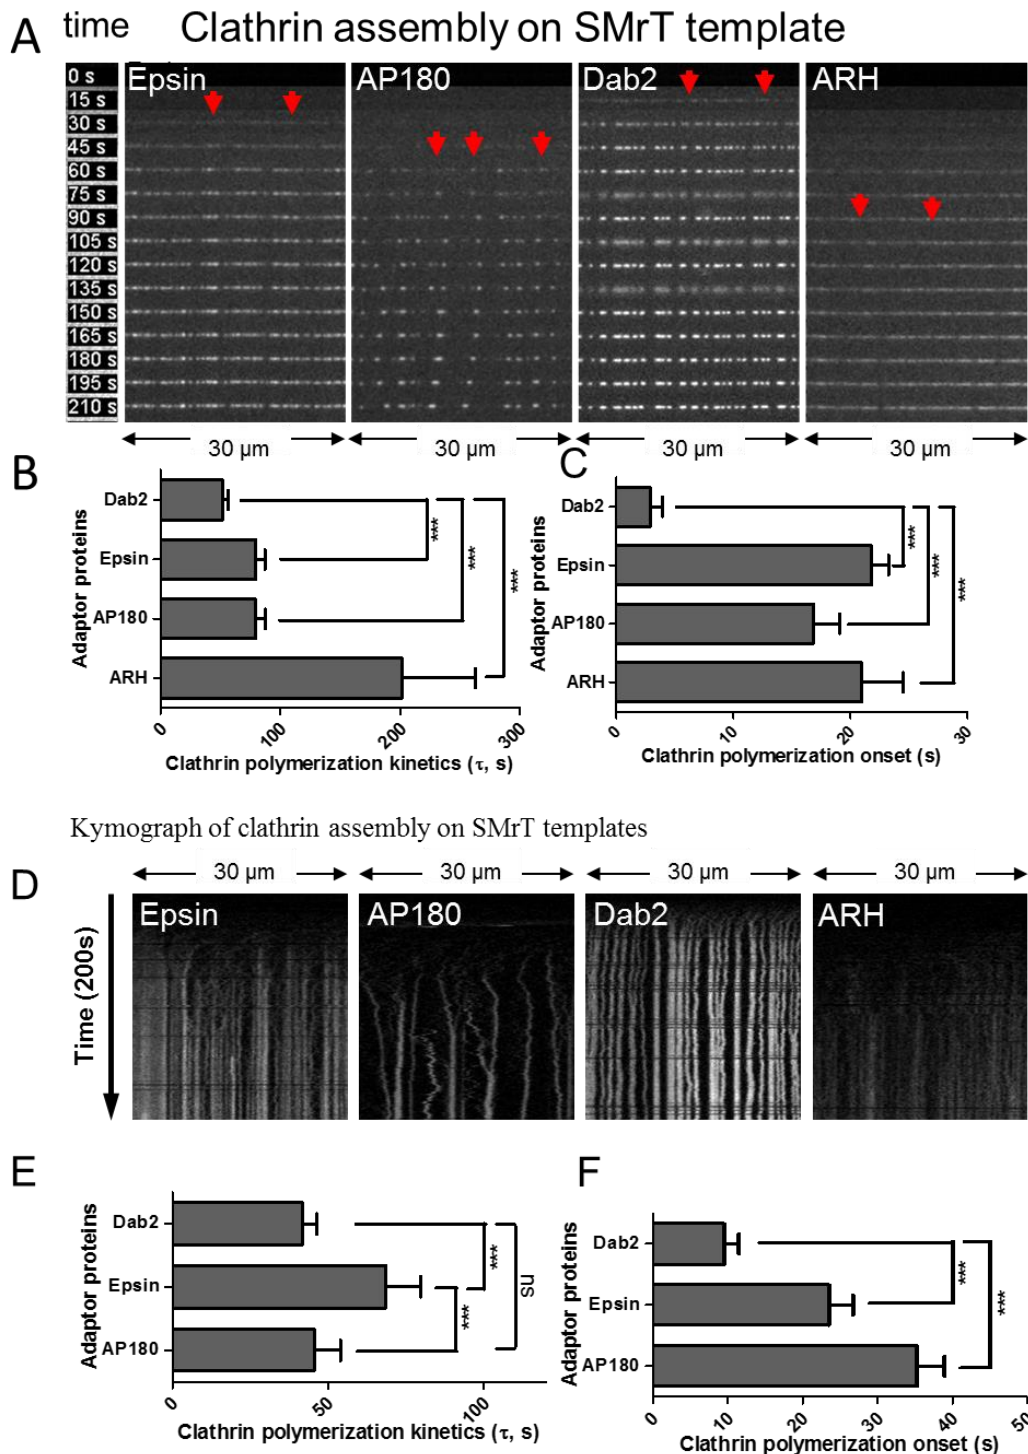 A time Clathrin assembly on SMrT template
Epsin AP180 Dab2 ARH
0 s
15 s
30 s
45 s
60 s
75 s
90 s
105 s
120 s
135 s
150 s
165 s
180 s
195 s
210 s
30 μm 30 μm 30 μm 30 μm
B
Adaptor proteins
Dab2
Epsin
AP180
ARH
***
***
***
0 100 200 300
Clathrin polymerization kinetics (τ, s)
C
Adaptor proteins
Dab2
Epsin
AP180
ARH
***
***
***
0 10 20 30
Clathrin polymerization onset (s)
Kymograph of clathrin assembly on SMrT templates
D
30 μm 30 μm 30 μm 30 μm
Time (200s)
Epsin AP180 Dab2 ARH
E
Adaptor proteins
Dab2
Epsin
AP180
***
***
ns
0 50 100
Clathrin polymerization kinetics (τ, s)
F
Adaptor proteins
Dab2
Epsin
AP180
***
***
0 10 20 30 40 50
Clathrin polymerization onset (s)